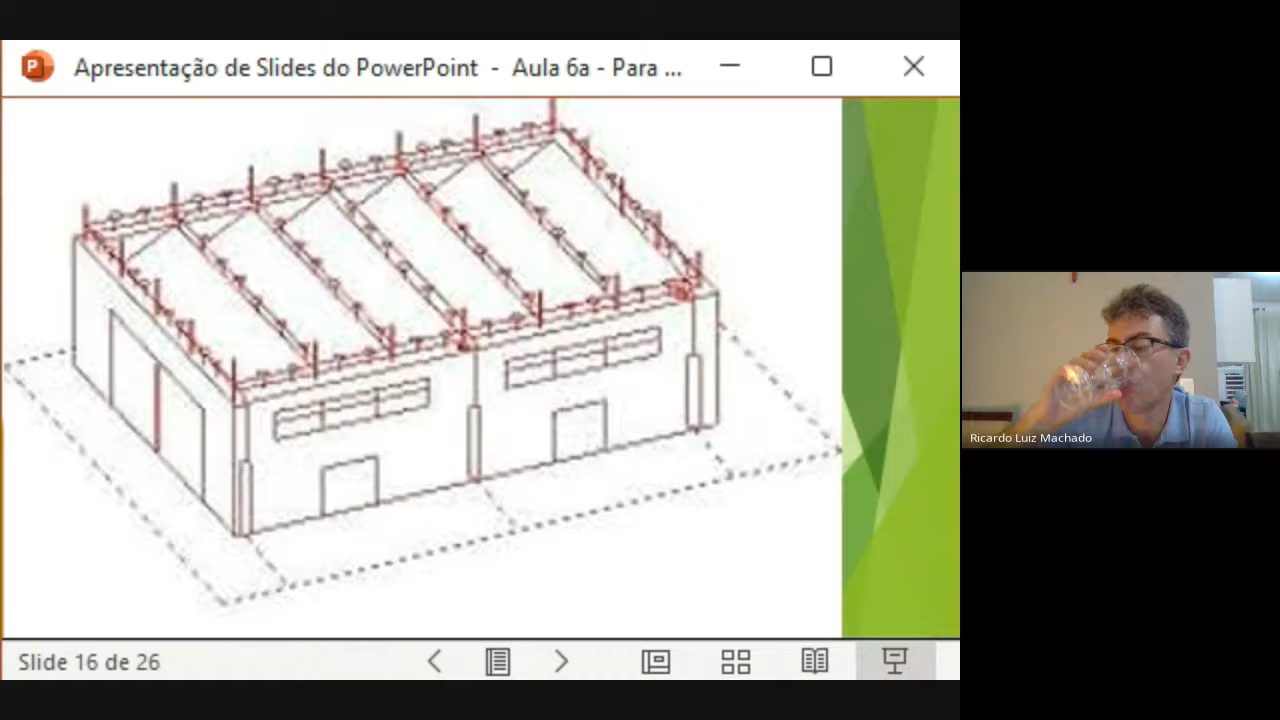 P
Apresentação de Slides do PowerPoint - Aula 6a - Para ...
Ricardo Luiz Machado
Slide 16 de 26